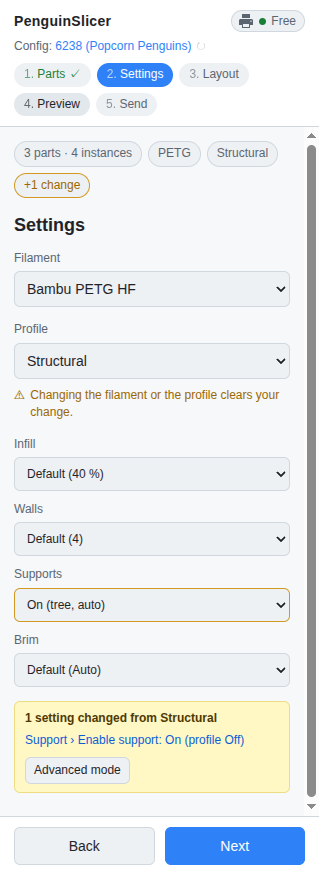 PenguinSlicer
Free
Config: 6238 (Popcorn Penguins)
1. Parts ✓
2. Settings
3. Layout
4. Preview
5. Send
3 parts · 4 instances
PETG
Structural
+1 change
Settings
Filament
Bambu PETG HF
Profile
Structural
⚠ Changing the filament or the profile clears your
change.
Infill
Default (40 %)
Walls
Default (4)
Supports
On (tree, auto)
Brim
Default (Auto)
1 setting changed from Structural
Support › Enable support: On (profile Off)
Advanced mode
Back
Next